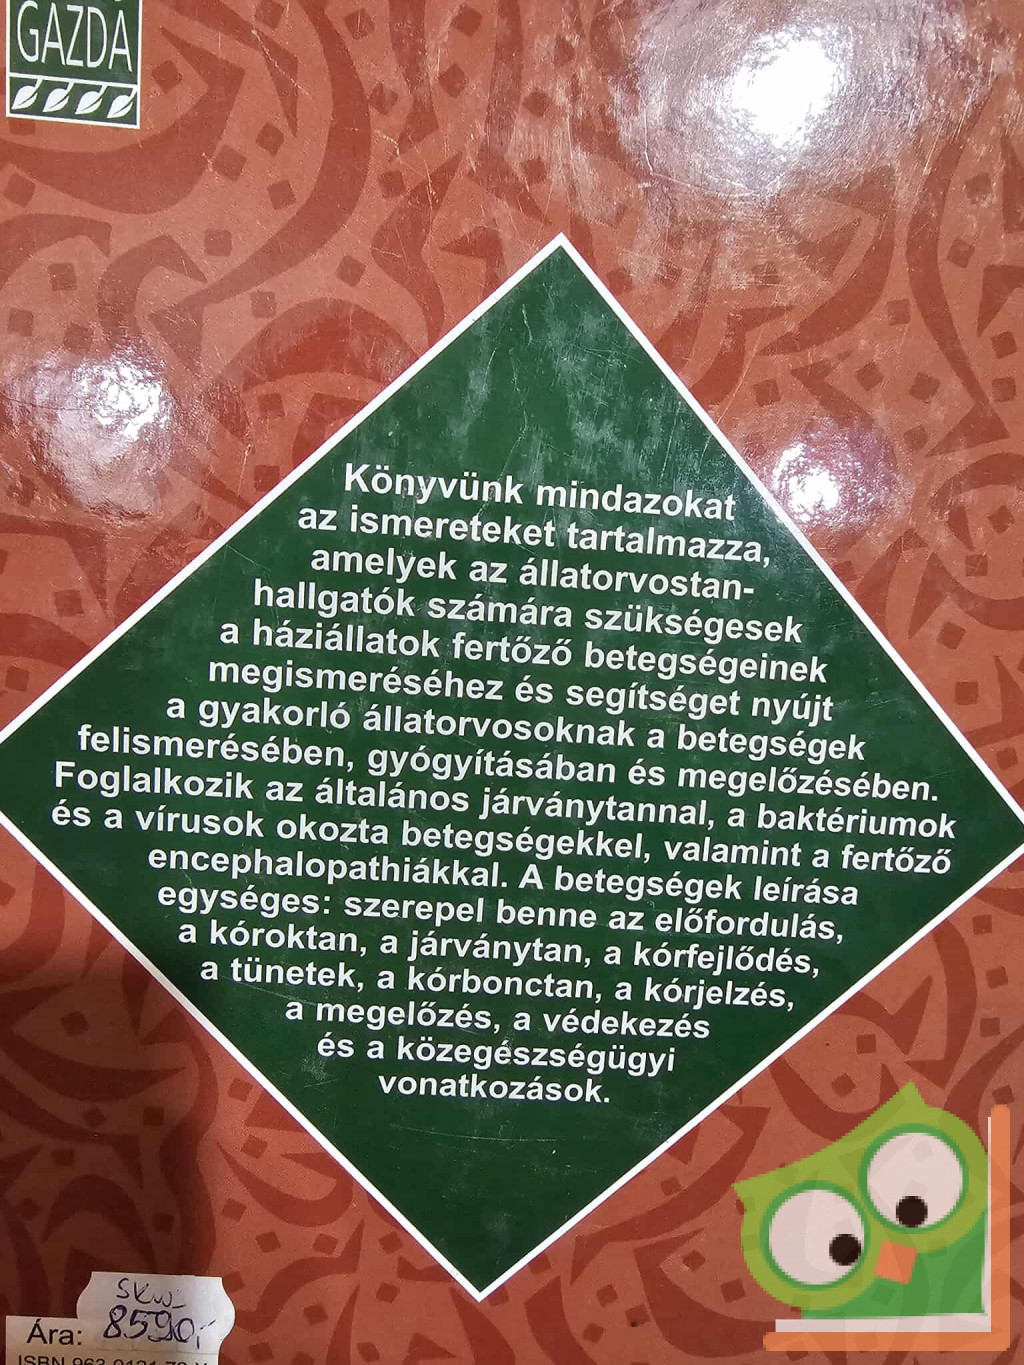 GAZDA
Könyvünk mindazokat
az ismereteket tartalmazza,
amelyek az állatorvostan-
hallgatók számára szükségesek
a háziállatok fertőző betegségeinek
megismeréséhez és segítséget nyújt
a gyakorló állatorvosoknak a betegségek
felismerésében, gyógyításában és megelőzésében.
Foglalkozik az általános járványtannal, a baktériumok
és a vírusok okozta betegségekkel, valamint a fertőző
encephalopathiákkal. A betegségek leírása
egységes: szerepel benne az előfordulás,
a kóroktan, a járványtan, a kórfejlődés,
a tünetek, a kórbonctan, a kórjelzés,
a megelőzés, a védekezés
és a közegészségügyi
vonatkozások.
Ára: 8590,-
ISBN